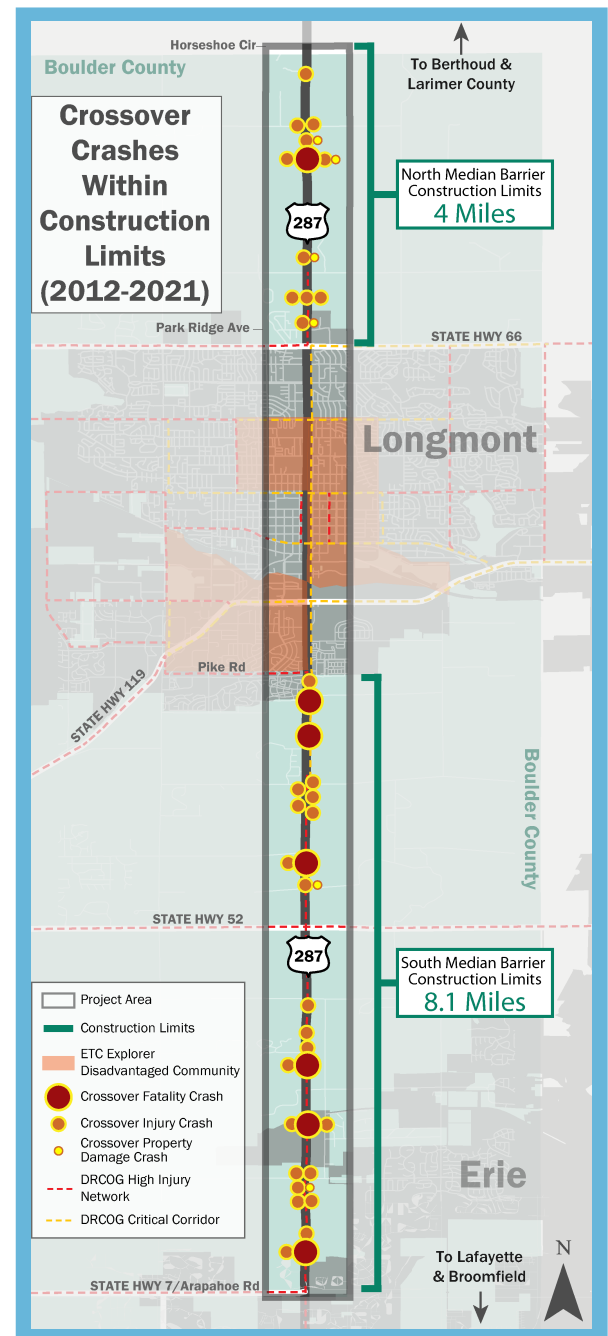 Horseshoe Cir
Boulder County
To Berthoud &
Larimer County
Crossover
Crashes
Within
Construction
Limits
(2012-2021)
North Median Barrier
Construction Limits
4 Miles
287
Park Ridge Ave
STATE HWY 66
Longmont
Pike Rd
STATE HWY 119
Boulder County
STATE HWY 52
287
South Median Barrier
Construction Limits
8.1 Miles
Project Area
Construction Limits
ETC Explorer
Disadvantaged Community
Crossover Fatality Crash
Crossover Injury Crash
Crossover Property
Damage Crash
DRCOG High Injury
Network
DRCOG Critical Corridor
Erie
To Lafayette
& Broomfield
N
STATE HWY 7/Arapahoe Rd